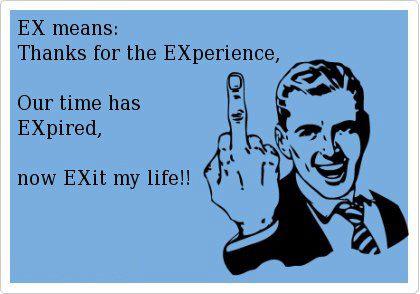 EX means:
Thanks for the EXperience,
Our time has
EXpired,
now EXit my life!!